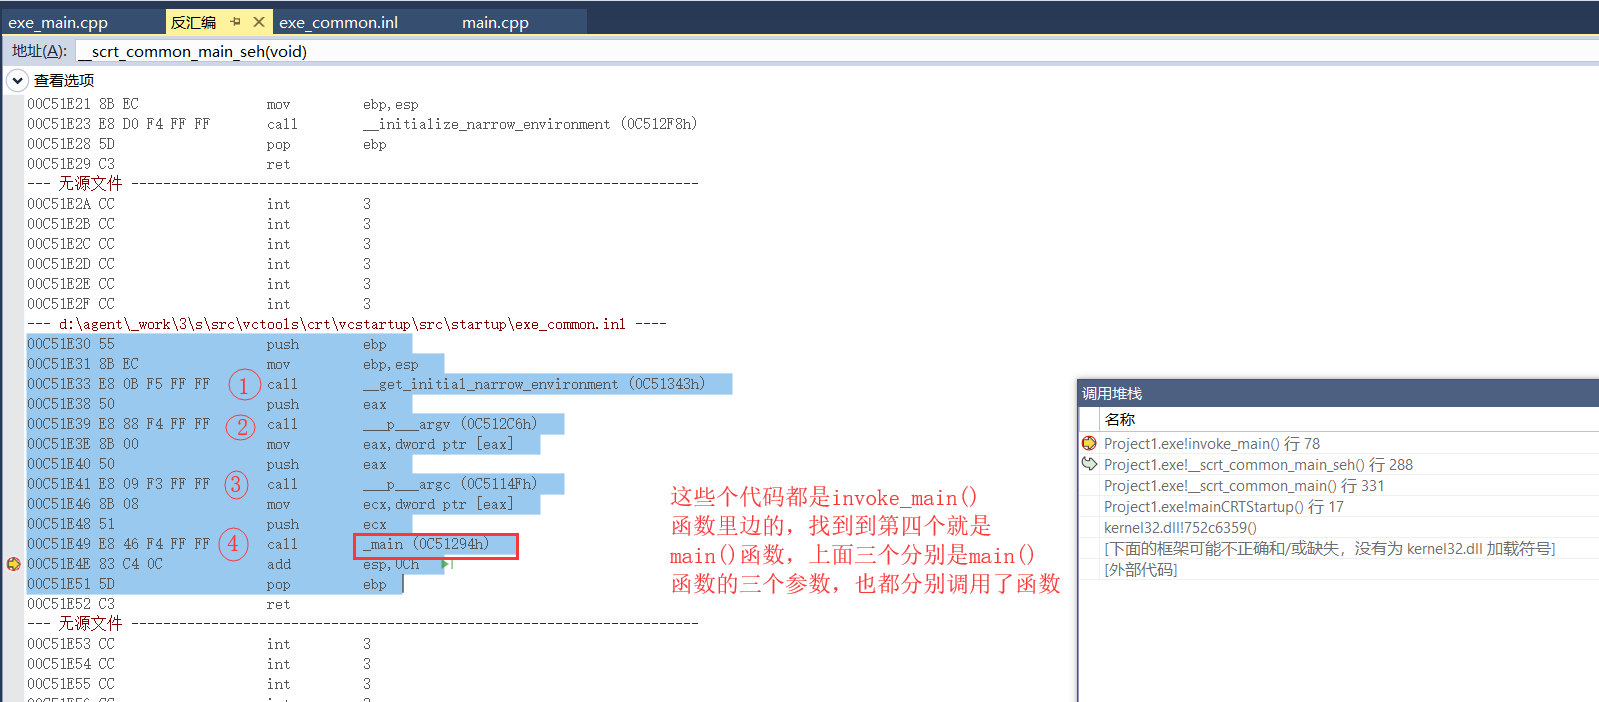 exe_main.cpp 反汇编 exe_common.inl main.cpp
地址(A): __scrt_common_main_seh(void)
查看选项
00C51E21 8B EC mov ebp,esp
00C51E23 E8 D0 F4 FF FF call __initialize_narrow_environment (0C512F8h)
00C51E28 5D pop ebp
00C51E29 C3 ret
--- 无源文件 -----------------------------------------------------------------------
00C51E2A CC int 3
00C51E2B CC int 3
00C51E2C CC int 3
00C51E2D CC int 3
00C51E2E CC int 3
00C51E2F CC int 3
--- d:\agent\_work\3\s\src\vctools\crt\vcstartup\src\startup\exe_common.inl ----
00C51E30 55 push ebp
00C51E31 8B EC mov ebp,esp
00C51E33 E8 0B F5 FF FF ① call __get_initial_narrow_environment (0C51343h)
00C51E38 50 push eax
00C51E39 E8 88 F4 FF FF ② call ___p___argv (0C512C6h)
00C51E3E 8B 00 mov eax,dword ptr [eax]
00C51E40 50 push eax
00C51E41 E8 09 F3 FF FF ③ call ___p___argc (0C5114Fh)
00C51E46 8B 08 mov ecx,dword ptr [eax]
00C51E48 51 push ecx
00C51E49 E8 46 F4 FF FF ④ call _main (0C51294h)
00C51E4E 83 C4 0C add esp,0Ch
00C51E51 5D pop ebp
00C51E52 C3 ret
--- 无源文件 -----------------------------------------------------------------------
00C51E53 CC int 3
00C51E54 CC int 3
00C51E55 CC int 3
这些个代码都是invoke_main()
函数里边的，找到到第四个就是
main()函数，上面三个分别是main()
函数的三个参数，也都分别调用了函数
调用堆栈
名称
Project1.exe!invoke_main() 行 78
Project1.exe!__scrt_common_main_seh() 行 288
Project1.exe!__scrt_common_main() 行 331
Project1.exe!mainCRTStartup() 行 17
kernel32.dll!752c6359()
[下面的框架可能不正确和/或缺失，没有为 kernel32.dll 加载符号]
[外部代码]